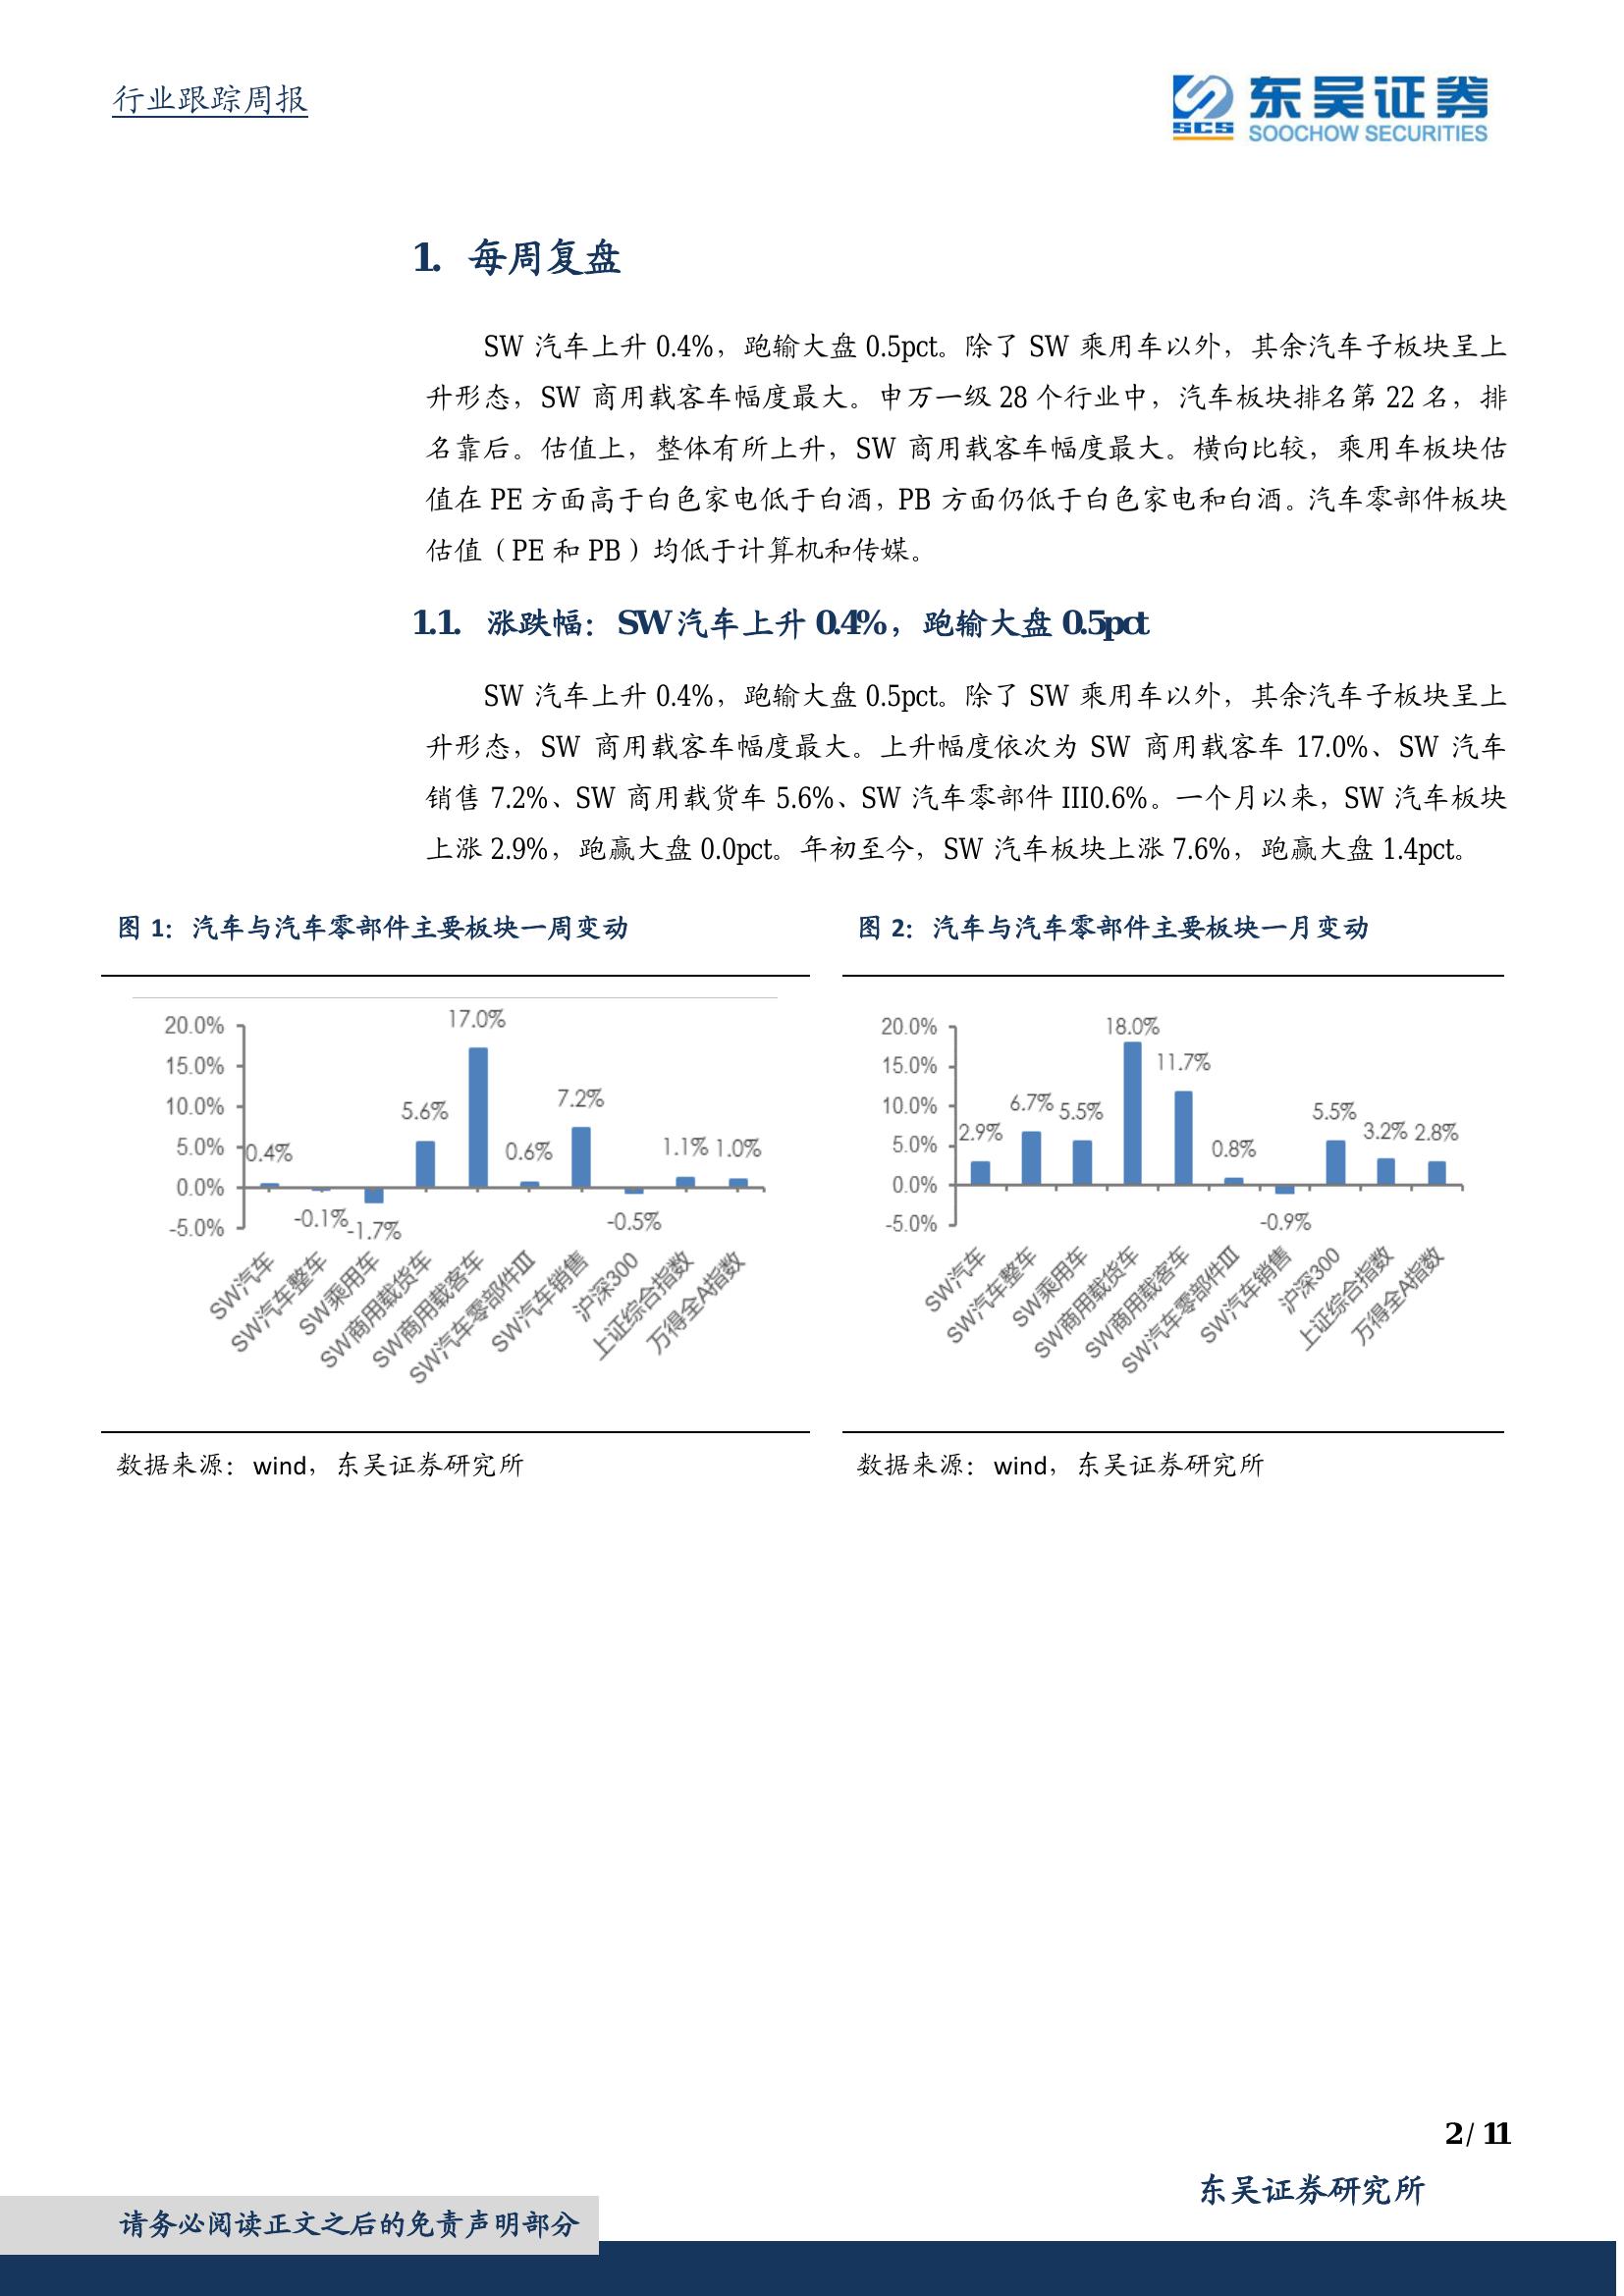 行业跟踪周报
SCS
东吴证券
SOOCHOW SECURITIES
1. 每周复盘
SW 汽车上升 0.4%，跑输大盘 0.5pct。除了 SW 乘用车以外，其余汽车子板块呈上
升形态，SW 商用载客车幅度最大。申万一级 28 个行业中，汽车板块排名第 22 名，排
名靠后。估值上，整体有所上升，SW 商用载客车幅度最大。横向比较，乘用车板块估
值在 PE 方面高于白色家电低于白酒，PB 方面仍低于白色家电和白酒。汽车零部件板块
估值（PE 和 PB）均低于计算机和传媒。
1.1. 涨跌幅：SW 汽车上升 0.4%，跑输大盘 0.5pct
SW 汽车上升 0.4%，跑输大盘 0.5pct。除了 SW 乘用车以外，其余汽车子板块呈上
升形态，SW 商用载客车幅度最大。上升幅度依次为 SW 商用载客车 17.0%、SW 汽车
销售 7.2%、SW 商用载货车 5.6%、SW 汽车零部件 III0.6%。一个月以来，SW 汽车板块
上涨 2.9%，跑赢大盘 0.0pct。年初至今，SW 汽车板块上涨 7.6%，跑赢大盘 1.4pct。
图 1：汽车与汽车零部件主要板块一周变动
20.0%
15.0%
10.0%
5.0%
0.0%
-5.0%
0.4%
-0.1%
-1.7%
5.6%
17.0%
0.6%
7.2%
-0.5%
1.1%
1.0%
SW汽车
SW汽车整车
SW乘用车
SW商用载货车
SW商用载客车
SW汽车零部件III
SW汽车销售
沪深300
上证综合指数
万得全A指数
数据来源：wind，东吴证券研究所
图 2：汽车与汽车零部件主要板块一月变动
20.0%
15.0%
10.0%
5.0%
0.0%
-5.0%
2.9%
6.7%
5.5%
18.0%
11.7%
0.8%
-0.9%
5.5%
3.2%
2.8%
SW汽车
SW汽车整车
SW乘用车
SW商用载货车
SW商用载客车
SW汽车零部件III
SW汽车销售
沪深300
上证综合指数
万得全A指数
数据来源：wind，东吴证券研究所
2 / 11
东吴证券研究所
请务必阅读正文之后的免责声明部分